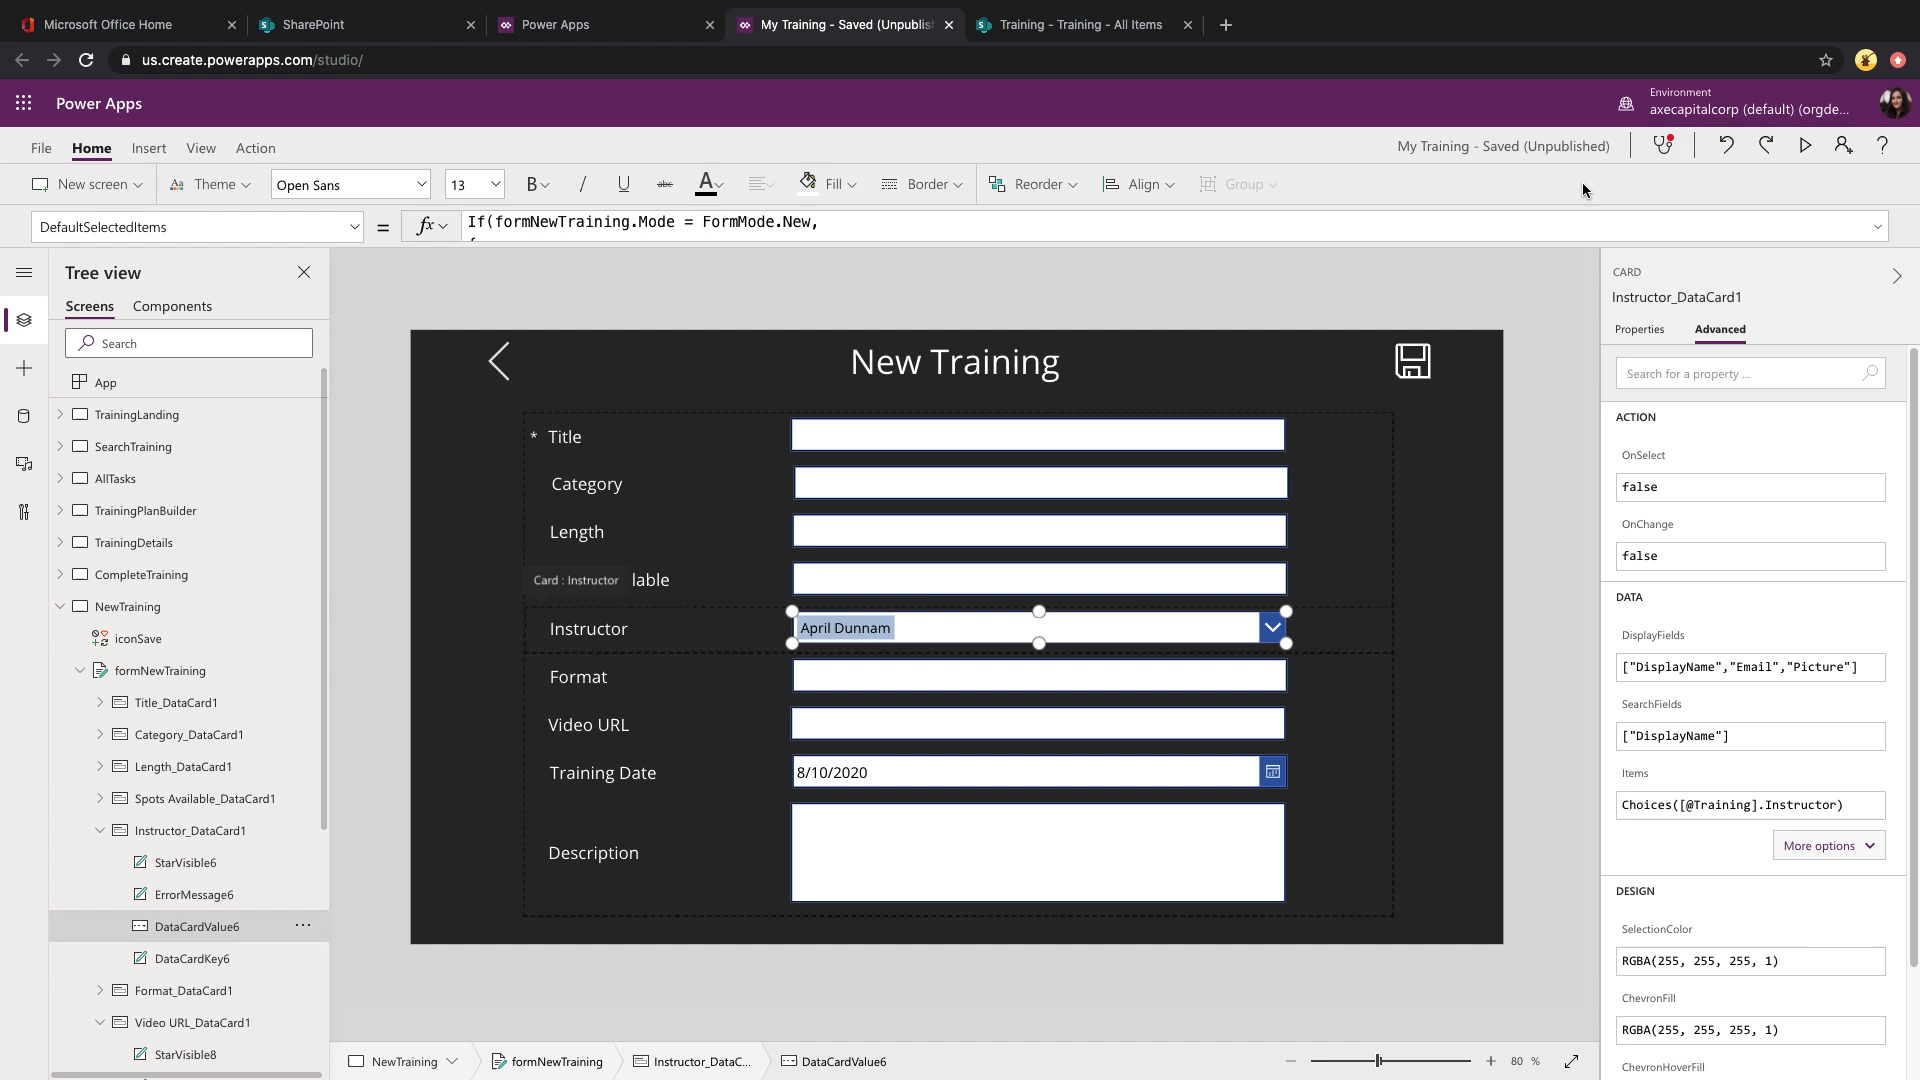 Microsoft Office Home
SharePoint
Power Apps
My Training - Saved (Unpublish
Training - Training - All Items
us.create.powerapps.com/studio/
Power Apps
Environment
axecapitalcorp (default) (orgde...
File
Home
Insert
View
Action
My Training - Saved (Unpublished)
New screen
Theme
Open Sans
13
B
/
U
abc
A
Fill
Border
Reorder
Align
Group
DefaultSelectedItems
=
fx
If(formNewTraining.Mode = FormMode.New,
Tree view
Screens
Components
Search
App
TrainingLanding
SearchTraining
AllTasks
TrainingPlanBuilder
TrainingDetails
CompleteTraining
NewTraining
iconSave
formNewTraining
Title_DataCard1
Category_DataCard1
Length_DataCard1
Spots Available_DataCard1
Instructor_DataCard1
StarVisible6
ErrorMessage6
DataCardValue6
DataCardKey6
Format_DataCard1
Video URL_DataCard1
StarVisible8
New Training
* Title
Category
Length
Card : Instructor
lable
Instructor
April Dunnam
Format
Video URL
Training Date
8/10/2020
Description
NewTraining
formNewTraining
Instructor_DataC...
DataCardValue6
80 %
CARD
Instructor_DataCard1
Properties
Advanced
Search for a property ...
ACTION
OnSelect
false
OnChange
false
DATA
DisplayFields
["DisplayName","Email","Picture"]
SearchFields
["DisplayName"]
Items
Choices([@Training].Instructor)
More options
DESIGN
SelectionColor
RGBA(255, 255, 255, 1)
ChevronFill
RGBA(255, 255, 255, 1)
ChevronHoverFill